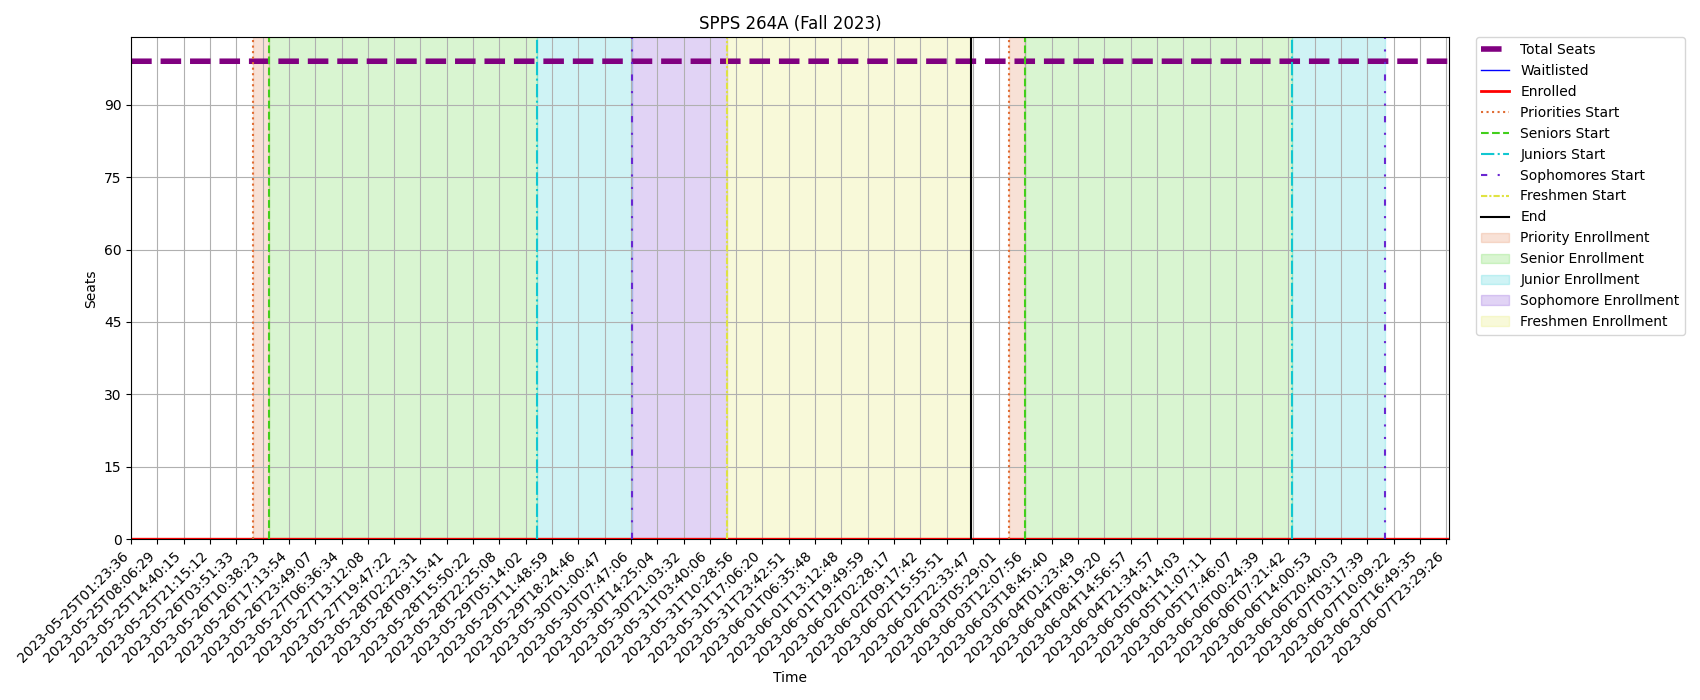 SPPS 264A (Fall 2023)
Seats
90
75
60
45
30
15
0
2023-05-25T01:23:36
2023-05-25T08:06:29
2023-05-25T14:40:15
2023-05-25T21:15:12
2023-05-26T03:51:33
2023-05-26T10:38:23
2023-05-26T17:13:54
2023-05-26T23:49:07
2023-05-27T06:36:34
2023-05-27T13:12:08
2023-05-27T19:47:22
2023-05-28T02:22:31
2023-05-28T09:15:41
2023-05-28T15:50:22
2023-05-28T22:25:08
2023-05-29T05:14:02
2023-05-29T11:48:59
2023-05-29T18:24:46
2023-05-30T01:00:47
2023-05-30T07:47:06
2023-05-30T14:25:04
2023-05-30T21:03:32
2023-05-31T03:40:06
2023-05-31T10:28:56
2023-05-31T17:06:20
2023-05-31T23:42:51
2023-06-01T06:35:48
2023-06-01T13:12:48
2023-06-01T19:49:59
2023-06-02T02:28:17
2023-06-02T09:17:42
2023-06-02T15:55:51
2023-06-02T22:33:47
2023-06-03T05:29:01
2023-06-03T12:07:56
2023-06-03T18:45:40
2023-06-04T01:23:49
2023-06-04T08:19:20
2023-06-04T14:56:57
2023-06-04T21:34:57
2023-06-05T04:14:03
2023-06-05T11:07:11
2023-06-05T17:46:07
2023-06-06T00:24:39
2023-06-06T07:21:42
2023-06-06T14:00:53
2023-06-06T20:40:03
2023-06-07T03:17:39
2023-06-07T10:09:22
2023-06-07T16:49:35
2023-06-07T23:29:26
Time
Total Seats
Waitlisted
Enrolled
Priorities Start
Seniors Start
Juniors Start
Sophomores Start
Freshmen Start
End
Priority Enrollment
Senior Enrollment
Junior Enrollment
Sophomore Enrollment
Freshmen Enrollment